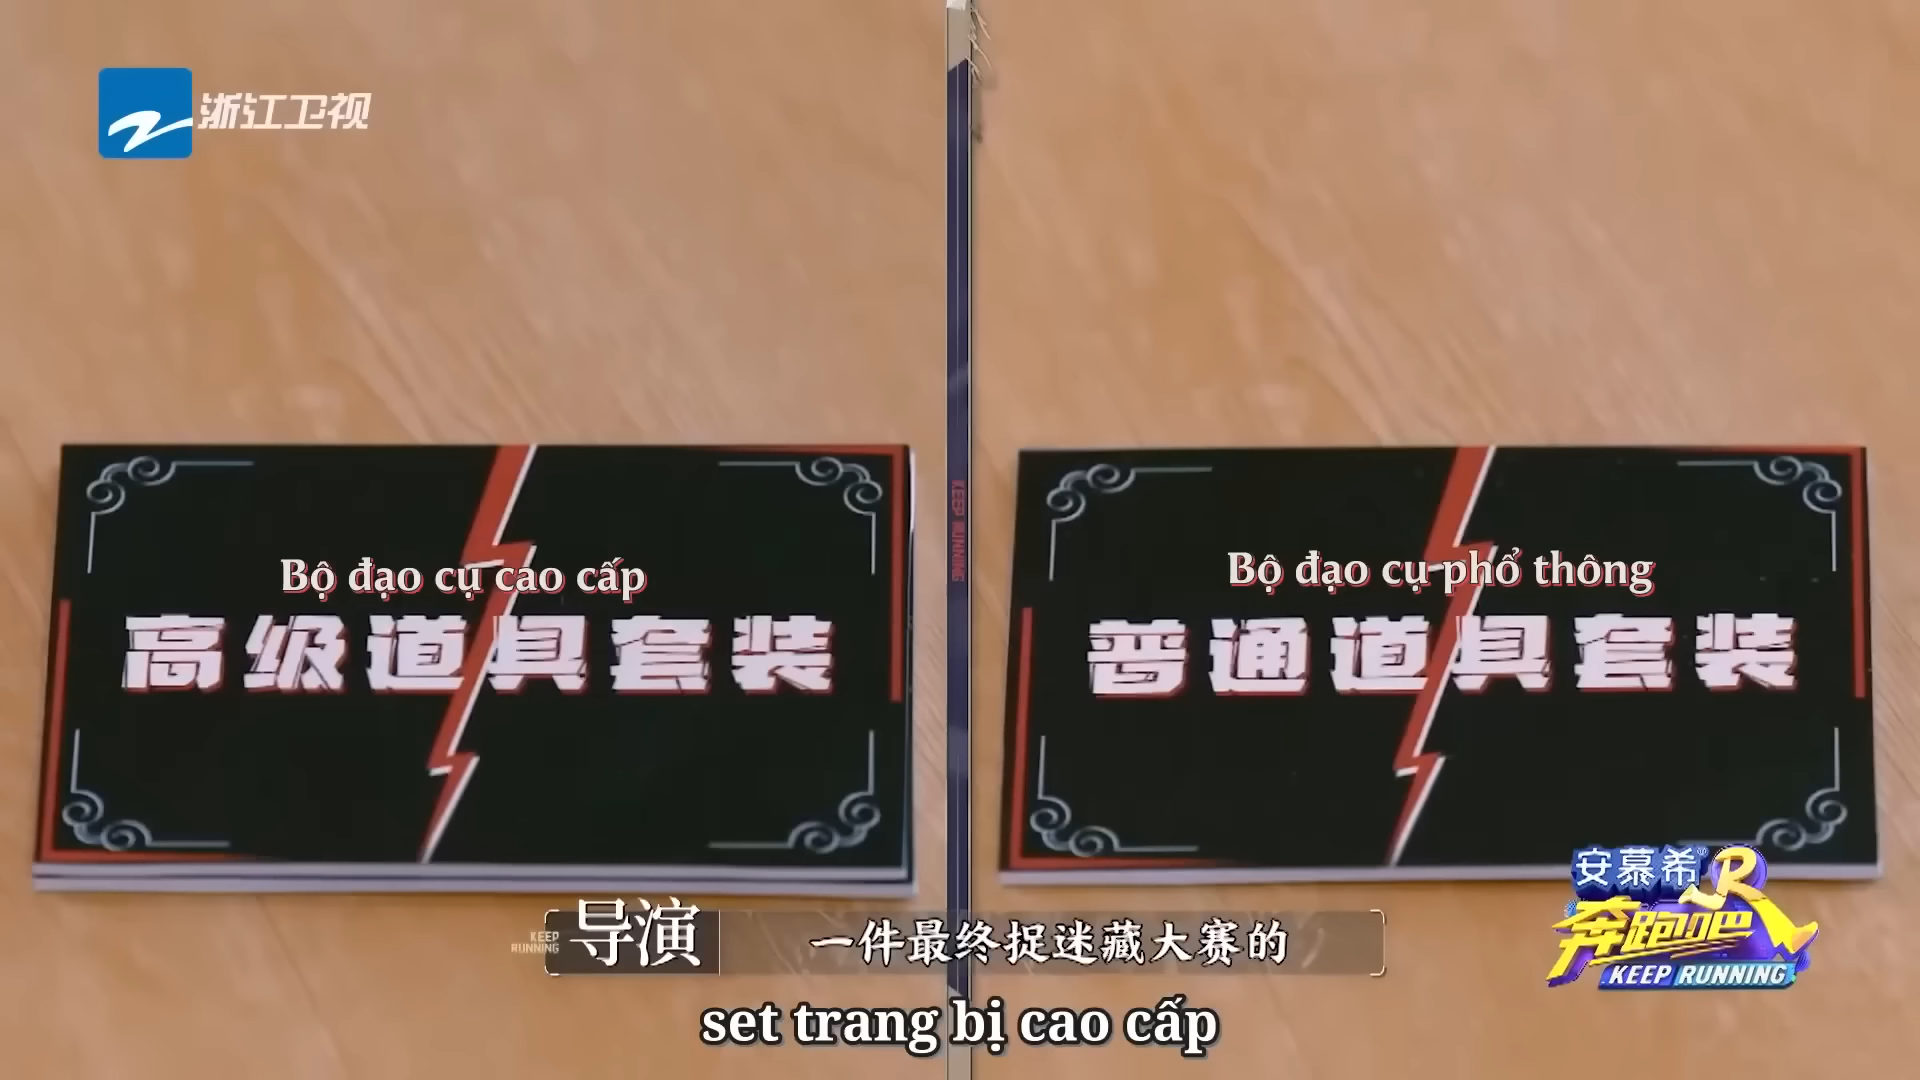 浙江卫视
Bộ đạo cụ cao cấp
高级道具套装
Bộ đạo cụ phổ thông
普通道具套装
KEEP RUNNING
KEEP
RUNNING
导演
一件最终捉迷藏大赛的
安慕希
奔跑吧
KEEP RUNNING
set trang bị cao cấp